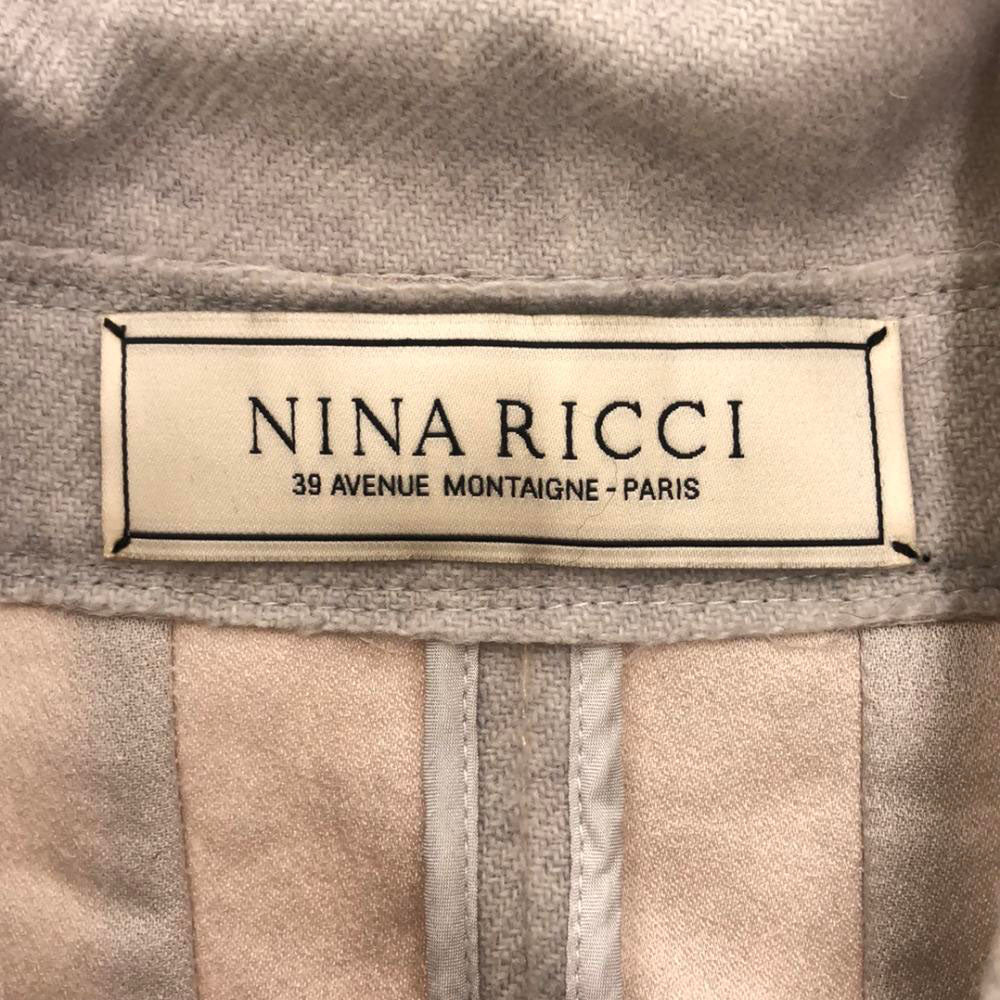 NINA RICCI
39 AVENUE MONTAIGNE - PARIS